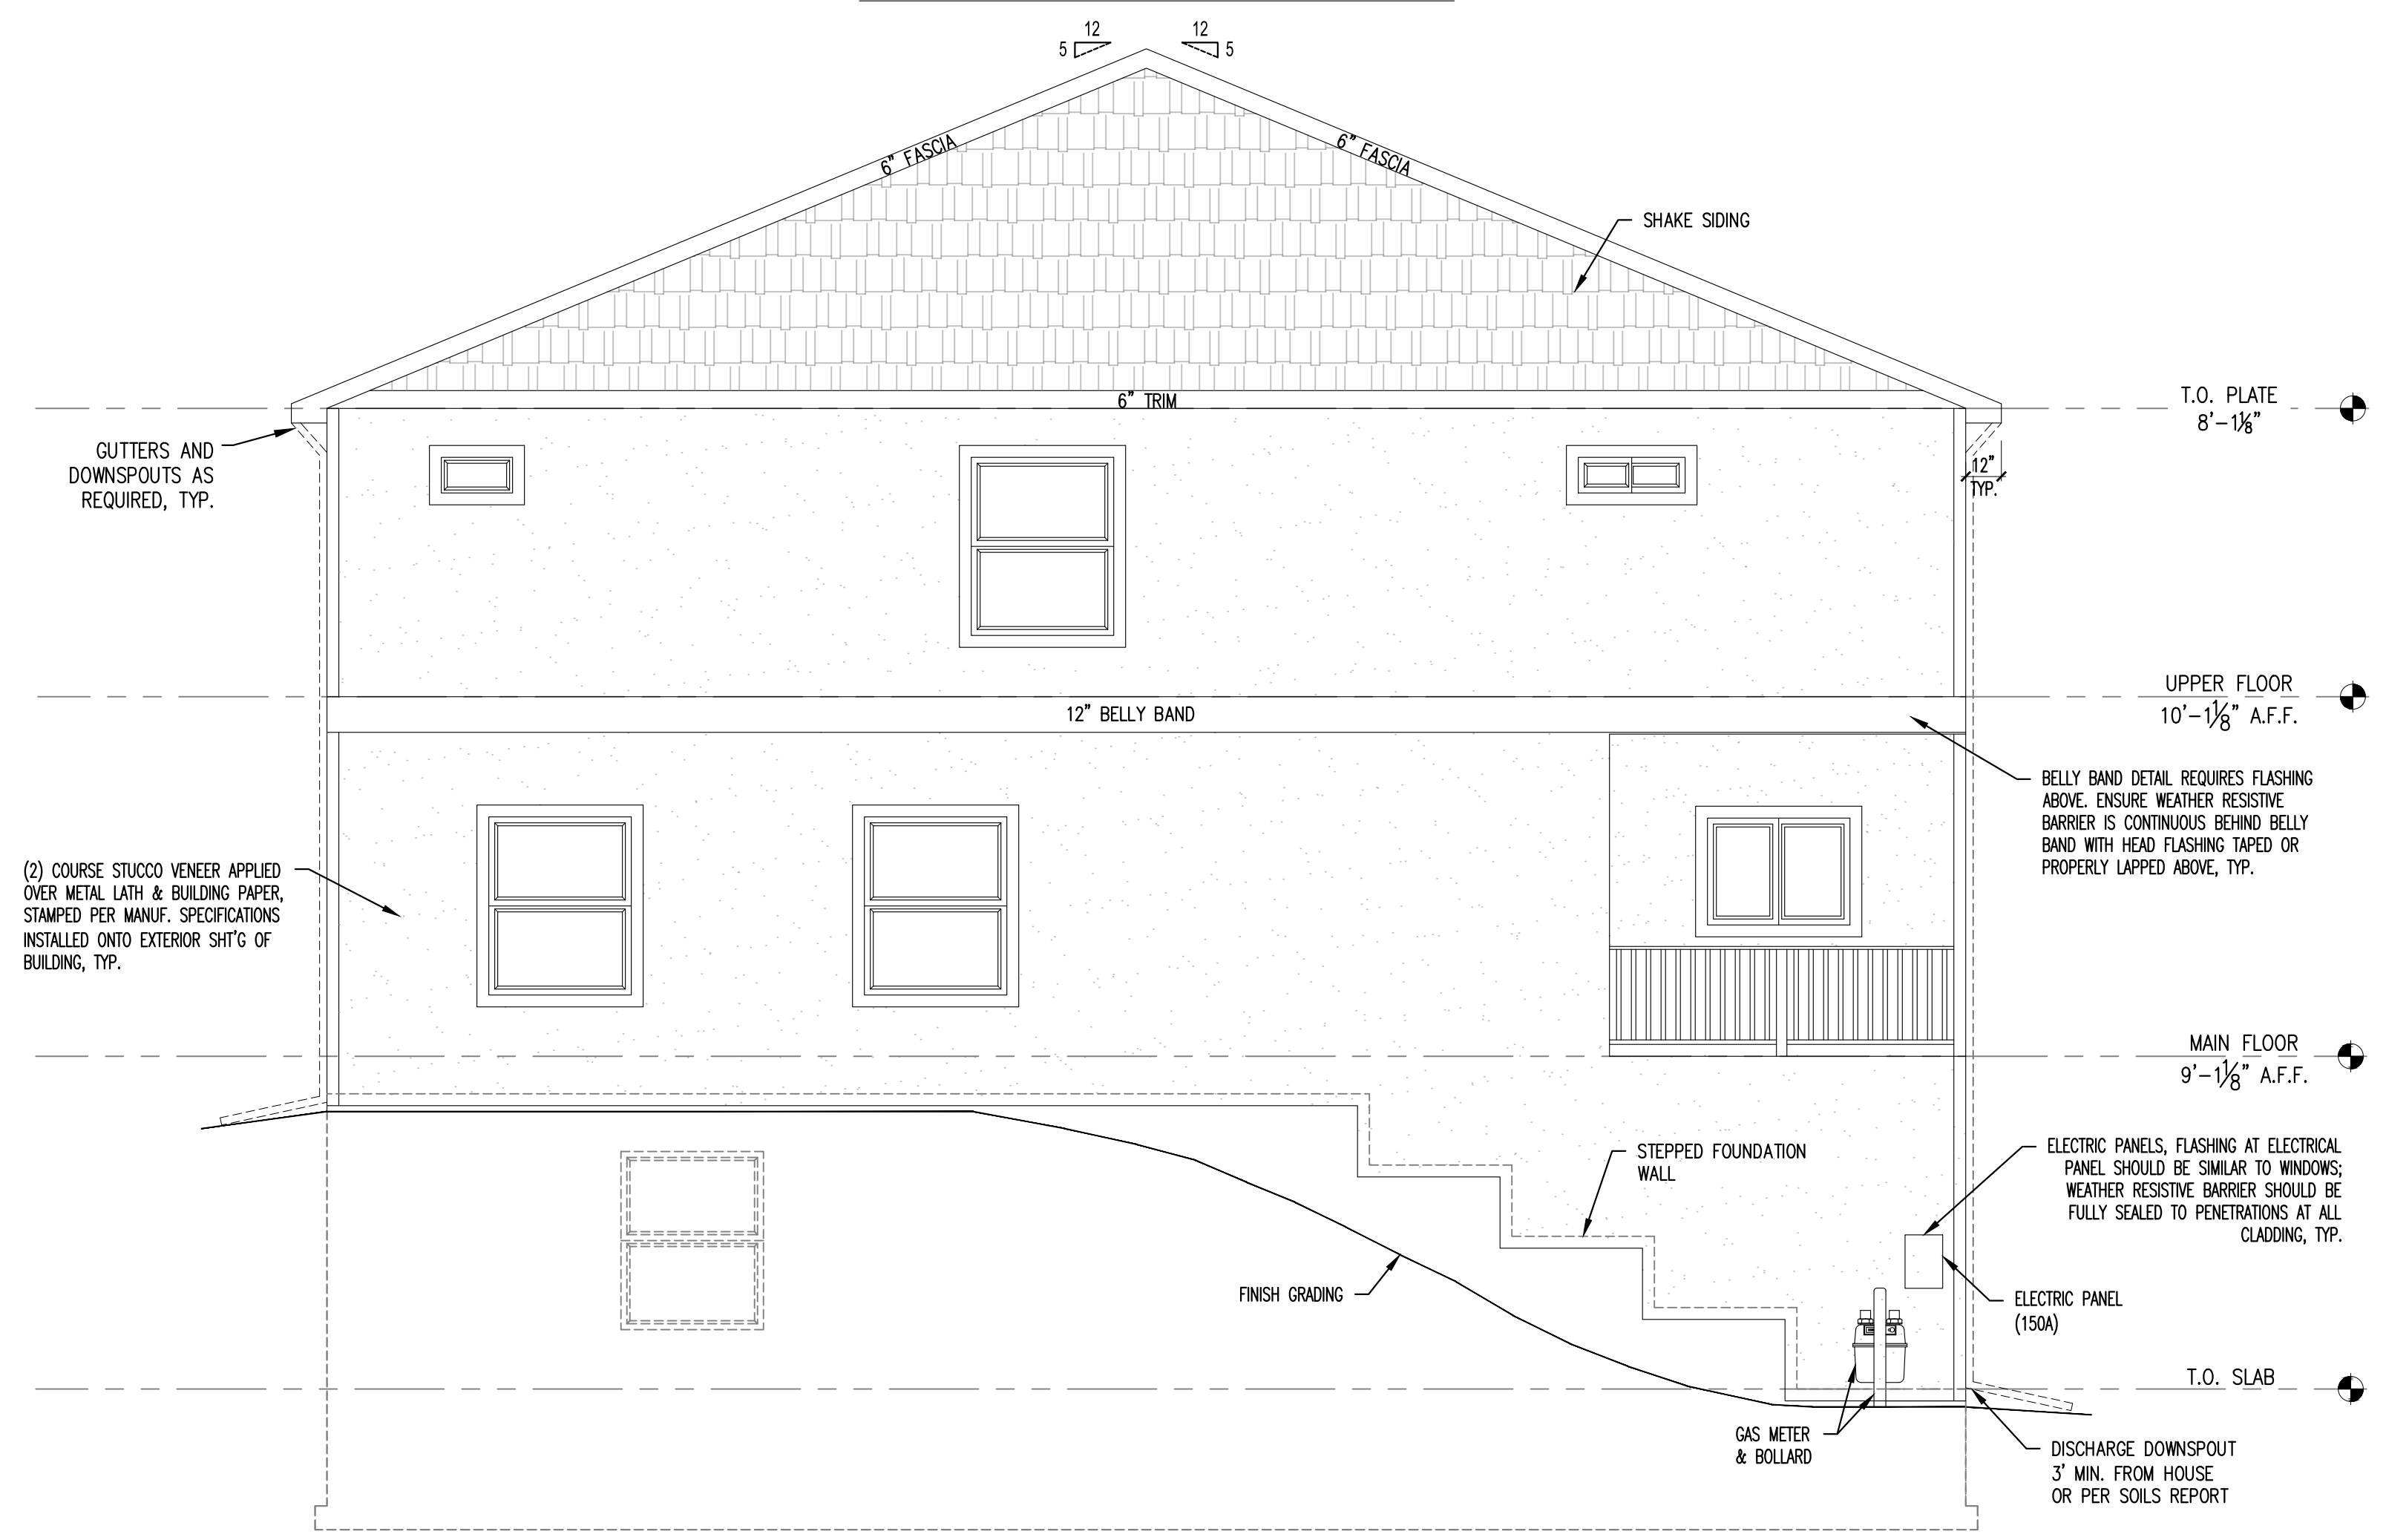 12
12
5
5
6" FASCIA
6" FASCIA
SHAKE SIDING
6" TRIM
T.O. PLATE
8'-1⅛"
GUTTERS AND
DOWNSPOUTS AS
REQUIRED, TYP.
12"
TYP.
UPPER FLOOR
10'-1⅛" A.F.F.
12" BELLY BAND
BELLY BAND DETAIL REQUIRES FLASHING
ABOVE. ENSURE WEATHER RESISTIVE
BARRIER IS CONTINUOUS BEHIND BELLY
BAND WITH HEAD FLASHING TAPED OR
PROPERLY LAPPED ABOVE, TYP.
(2) COURSE STUCCO VENEER APPLIED
OVER METAL LATH & BUILDING PAPER,
STAMPED PER MANUF. SPECIFICATIONS
INSTALLED ONTO EXTERIOR SHT'G OF
BUILDING, TYP.
MAIN FLOOR
9'-1⅛" A.F.F.
STEPPED FOUNDATION
WALL
ELECTRIC PANELS, FLASHING AT ELECTRICAL
PANEL SHOULD BE SIMILAR TO WINDOWS;
WEATHER RESISTIVE BARRIER SHOULD BE
FULLY SEALED TO PENETRATIONS AT ALL
CLADDING, TYP.
FINISH GRADING
ELECTRIC PANEL
(150A)
T.O. SLAB
GAS METER
& BOLLARD
DISCHARGE DOWNSPOUT
3' MIN. FROM HOUSE
OR PER SOILS REPORT